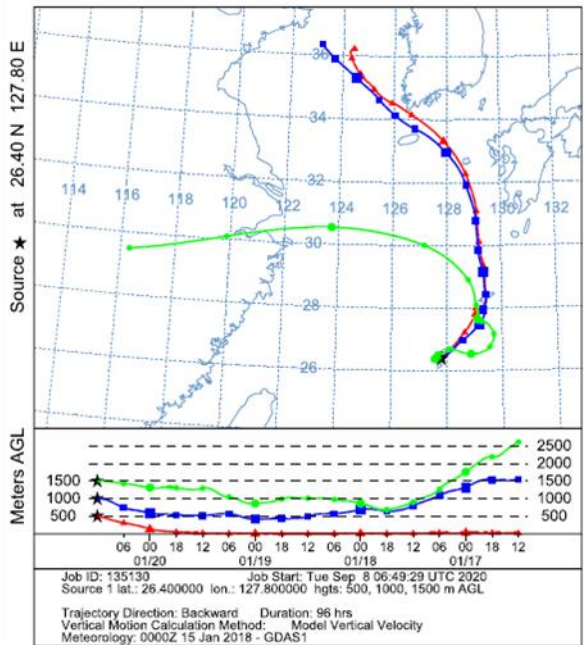 Source ★ at 26.40 N 127.80 E
36
34
114 116 118 120 122 124 126 128 130 132
32
30
28
26
Meters AGL
2500
2000
1500 1500
1000 1000
500 500
06 00 18 12 06 00 18 12 06 00 18 12 06 00 18 12
01/20 01/19 01/18 01/17
Job ID: 135130 Job Start: Tue Sep 8 06:49:29 UTC 2020
Source 1 lat.: 26.400000 lon.: 127.800000 hgts: 500, 1000, 1500 m AGL
Trajectory Direction: Backward Duration: 96 hrs
Vertical Motion Calculation Method: Model Vertical Velocity
Meteorology: 0000Z 15 Jan 2018 - GDAS1